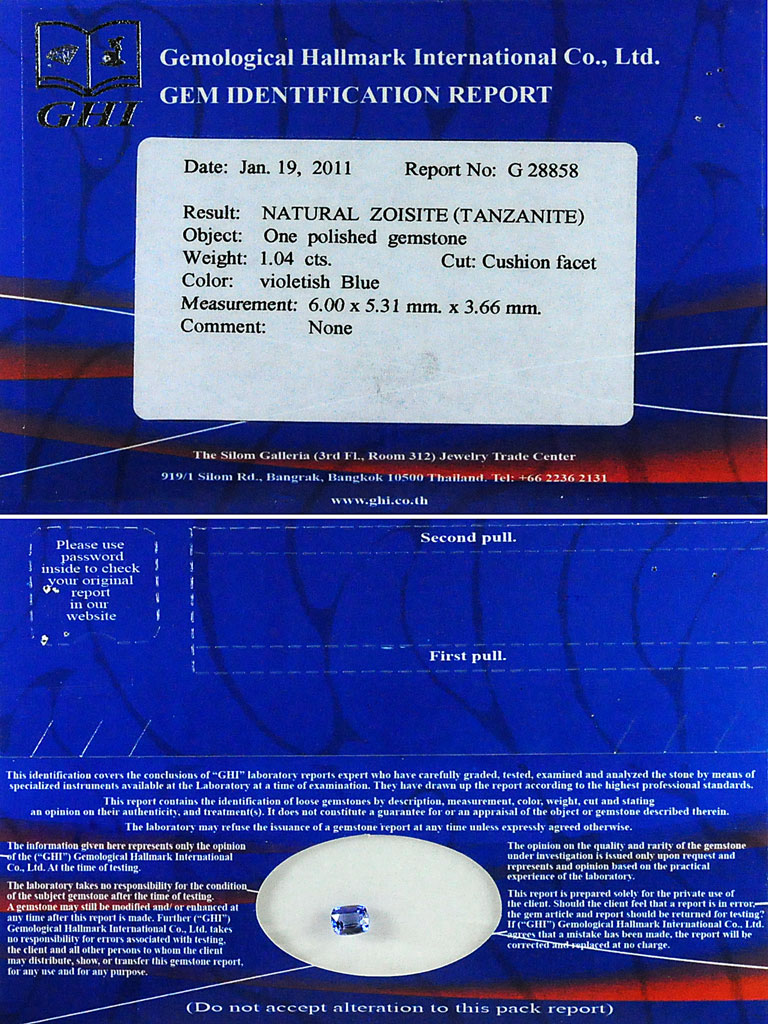 GHI
Gemological Hallmark International Co., Ltd.
GEM IDENTIFICATION REPORT
Date: Jan. 19, 2011 Report No: G 28858
Result: NATURAL ZOISITE (TANZANITE)
Object: One polished gemstone
Weight: 1.04 cts. Cut: Cushion facet
Color: violetish Blue
Measurement: 6.00 x 5.31 mm. x 3.66 mm.
Comment: None
The Silom Galleria (3rd Fl., Room 312) Jewelry Trade Center
919/1 Silom Rd., Bangrak, Bangkok 10500 Thailand. Tel: +66 2236 2131
www.ghi.co.th
Please use
password
inside to check
your original
report
in our
website
Second pull.
First pull.
This identification covers the conclusions of “GHI” laboratory reports expert who have carefully graded, tested, examined and analyzed the stone by means of
specialized instruments available at the Laboratory at a time of examination. They have drawn up the report according to the highest professional standards.
This report contains the identification of loose gemstones by description, measurement, color, weight, cut and stating
an opinion on their authenticity, and treatment(s). It does not constitute a guarantee for or an appraisal of the object or gemstone described therein.
The laboratory may refuse the issuance of a gemstone report at any time unless expressly agreed otherwise.
The information given here represents only the opinion
of the (“GHI”) Gemological Hallmark International
Co., Ltd. At the time of testing.
The laboratory takes no responsibility for the condition
of the subject gemstone after the time of testing.
A gemstone may still be modified and/or enhanced at
any time after this report is made. Further (“GHI”)
Gemological Hallmark International Co., Ltd. takes
no responsibility for errors associated with testing,
the client and all other persons to whom the client
may distribute, show, or transfer this gemstone report,
for any use and for any purpose.
The opinion on the quality and rarity of the gemstone
under investigation is issued only upon request and
represents and opinion based on the practical
experience of the laboratory.
This report is prepared solely for the private use of
the client. Should the client feel that a report is in error,
the gem article and report should be returned for testing?
If (“GHI”) Gemological Hallmark International Co., Ltd.
agrees that a mistake has been made, the report will be
corrected and replaced at no charge.
(Do not accept alteration to this pack report)